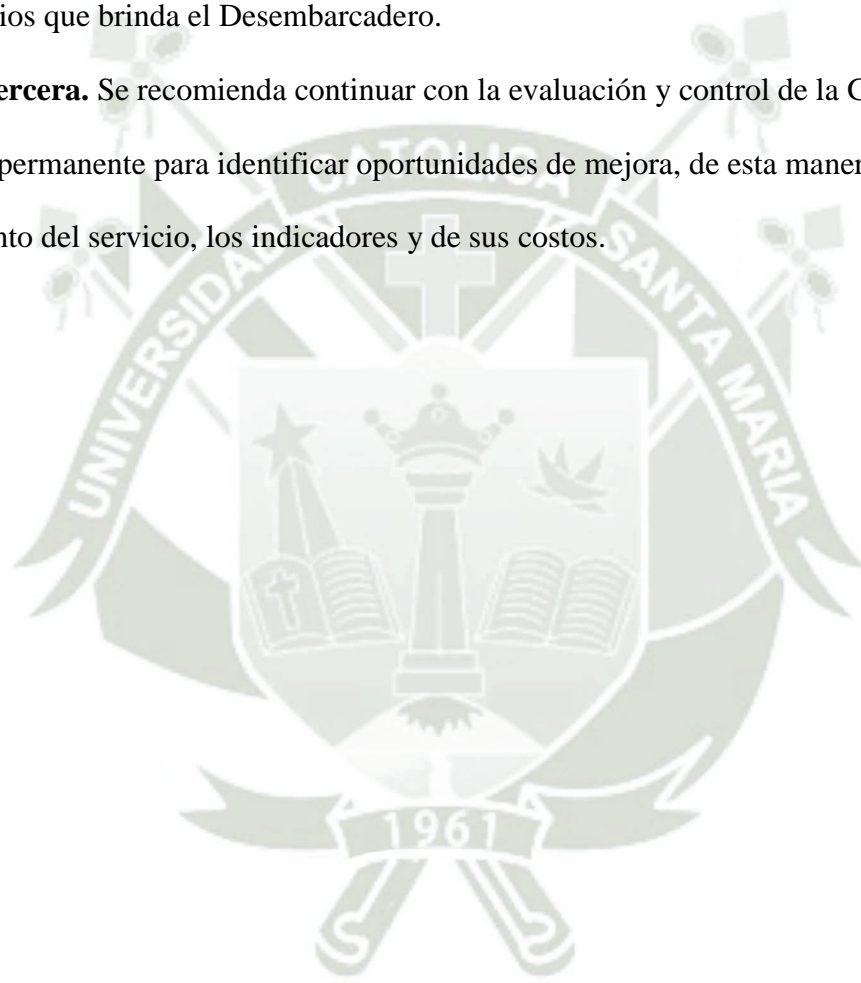 ios que brinda el Desembarcadero.
ercera. Se recomienda continuar con la evaluación y control de la
permanente para identificar oportunidades de mejora, de esta
nto del servicio, los indicadores y de sus costos.
UNIVERSIDAD CATOLICA SANTA MARIA
1961